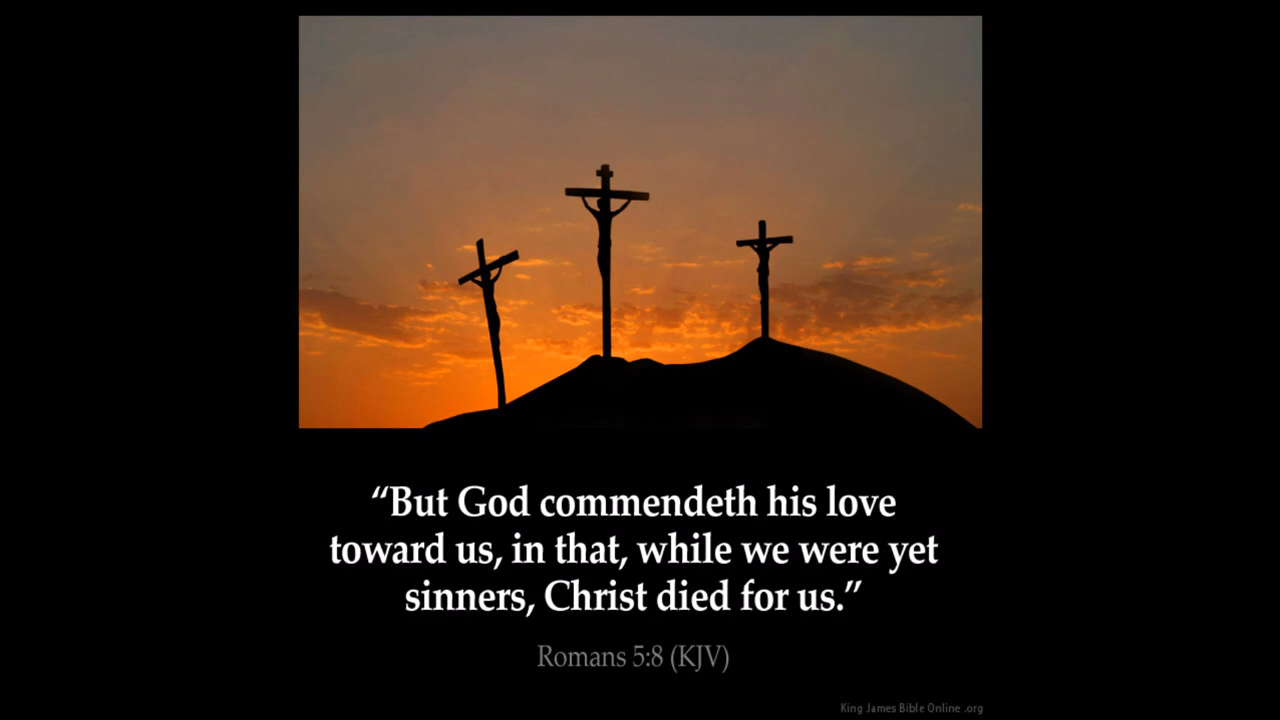 “But God commendeth his love
toward us, in that, while we were yet
sinners, Christ died for us.”
Romans 5:8 (KJV)
King James Bible Online .org